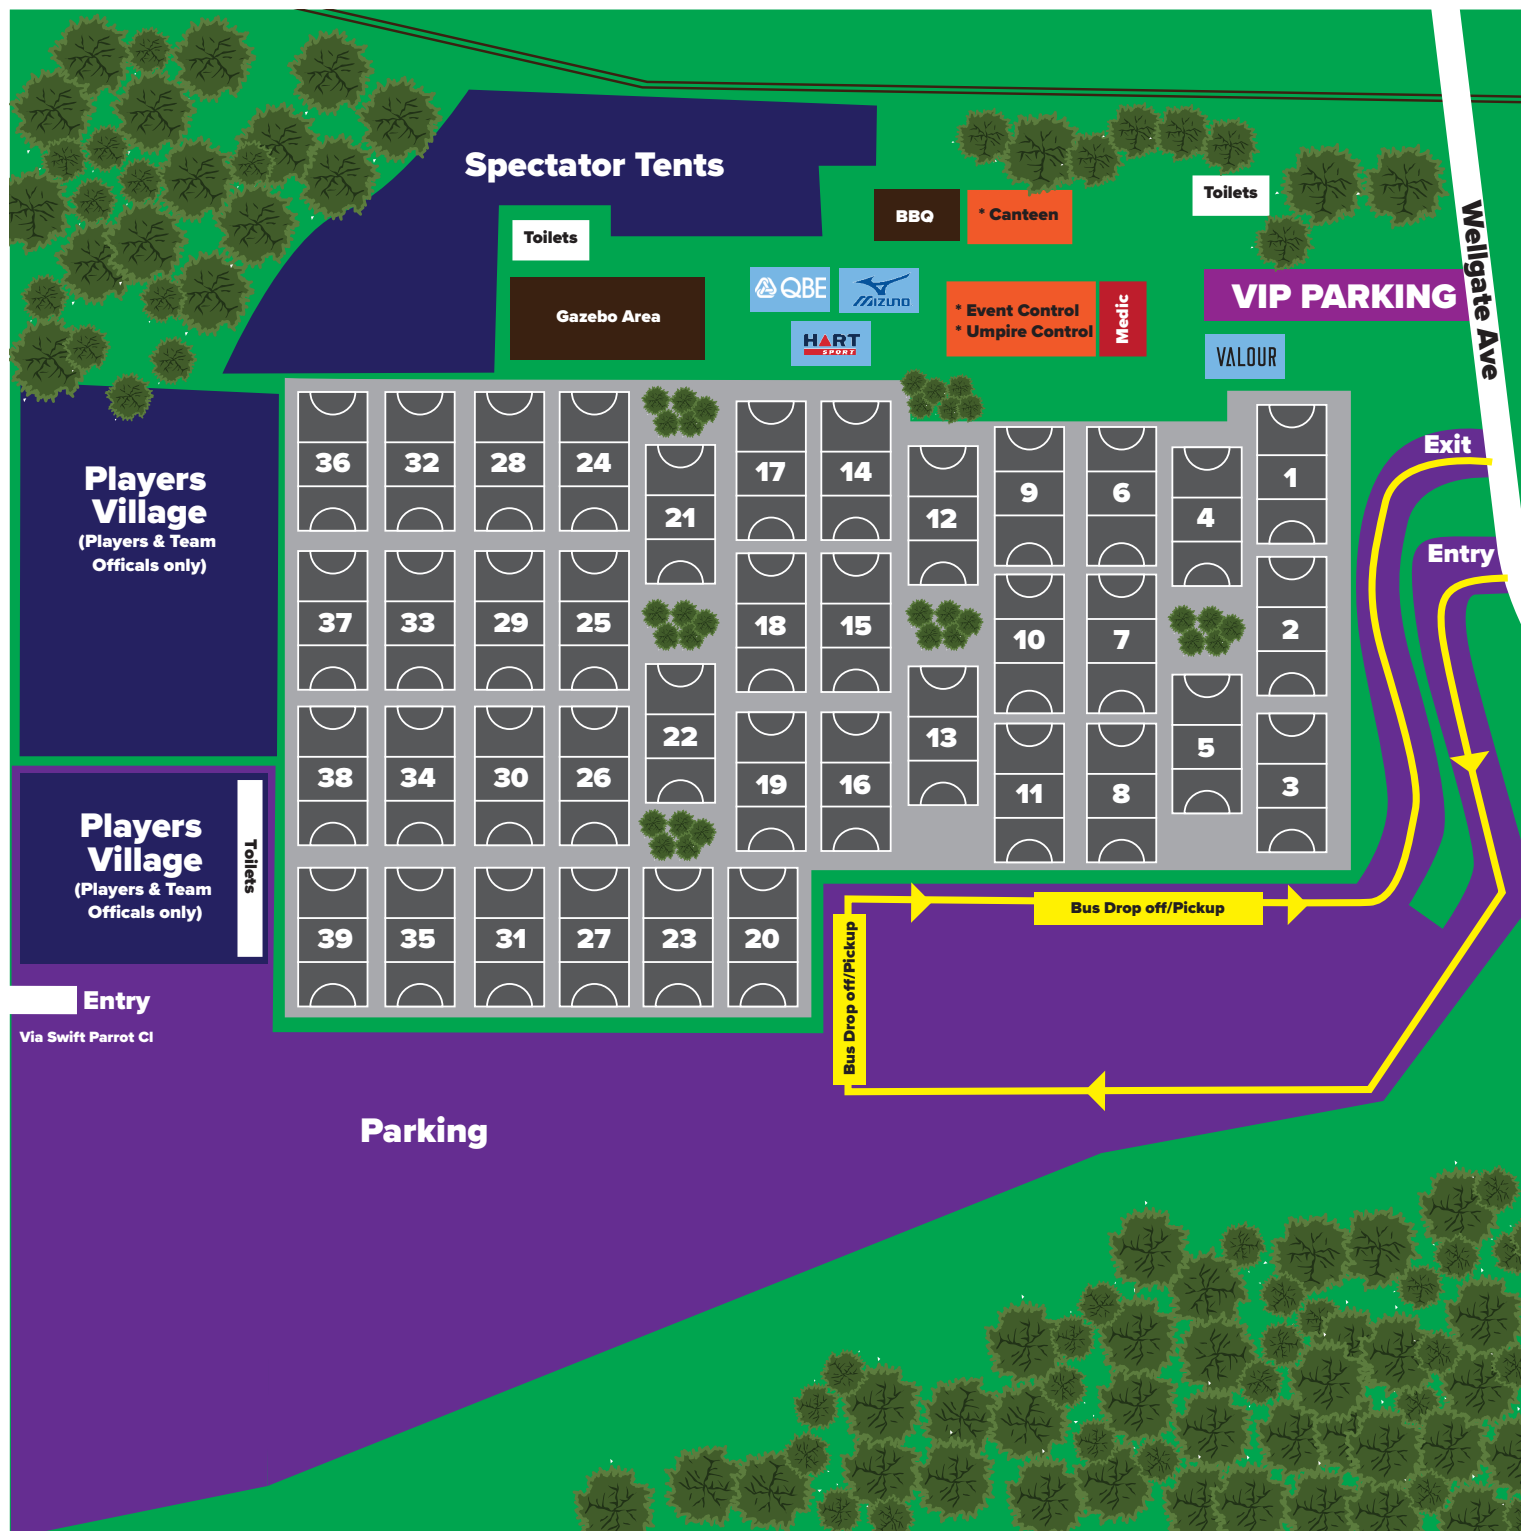 Spectator Tents
Toilets
BBQ
* Canteen
Toilets
Wellgate Ave
Gazebo Area
QBE
MIZUNO
HART
SPORT
* Event Control
* Umpire Control
Medic
VIP PARKING
VALOUR
Players
Village
(Players & Team
Officals only)
36
32
28
24
21
17
14
12
9
6
4
1
Exit
Entry
37
33
29
25
18
15
10
7
2
38
34
30
26
22
19
16
13
11
8
5
3
Players
Village
(Players & Team
Officals only)
Toilets
39
35
31
27
23
20
Bus Drop off/Pickup
Bus Drop off/Pickup
Entry
Via Swift Parrot Cl
Parking